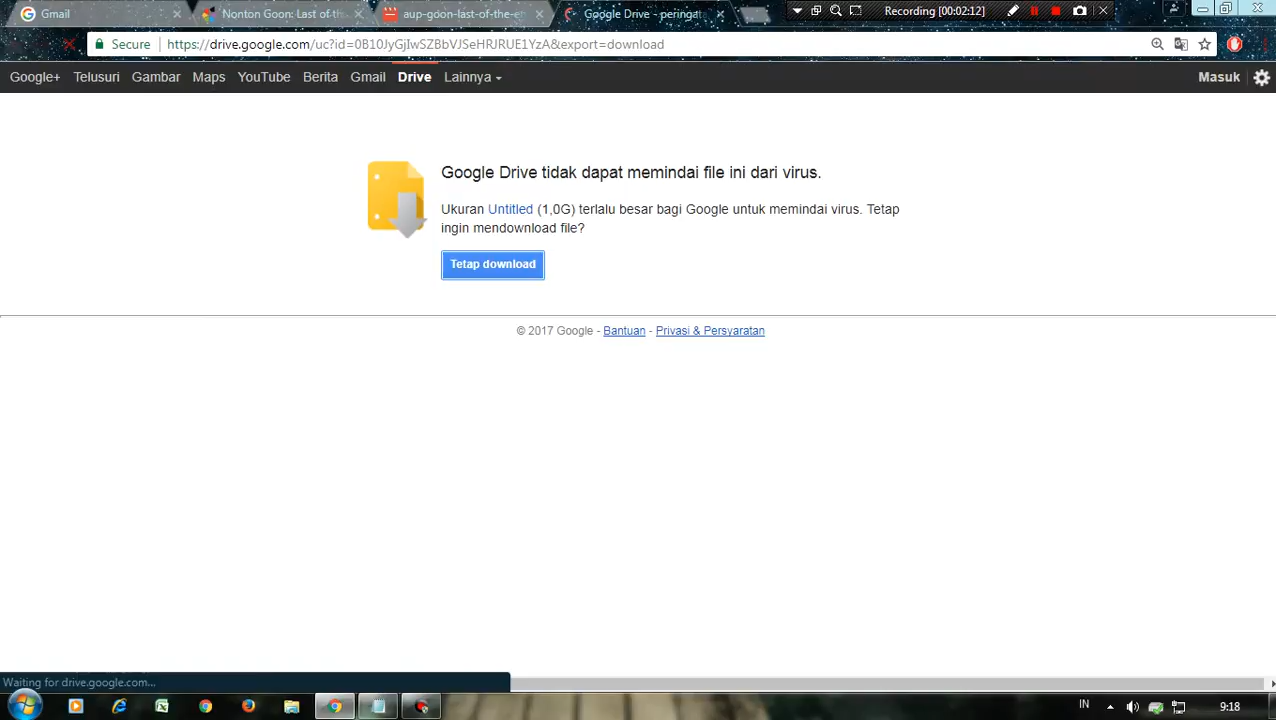 Gmail
Nonton Goon: Last of th
aup-goon-last-of-the-e
Google Drive - peringat
Recording [00:02:12]
Secure
https://drive.google.com/uc?id=0B10JyGjIwSZBbVJSeHRJRUE1YzA&export=download
Google+ Telusuri Gambar Maps YouTube Berita Gmail Drive Lainnya Masuk
Google Drive tidak dapat memindai file ini dari virus.
Ukuran Untitled (1,0G) terlalu besar bagi Google untuk memindai virus. Tetap
ingin mendownload file?
Tetap download
© 2017 Google - Bantuan - Privasi & Persyaratan
Waiting for drive.google.com...
IN
9:18